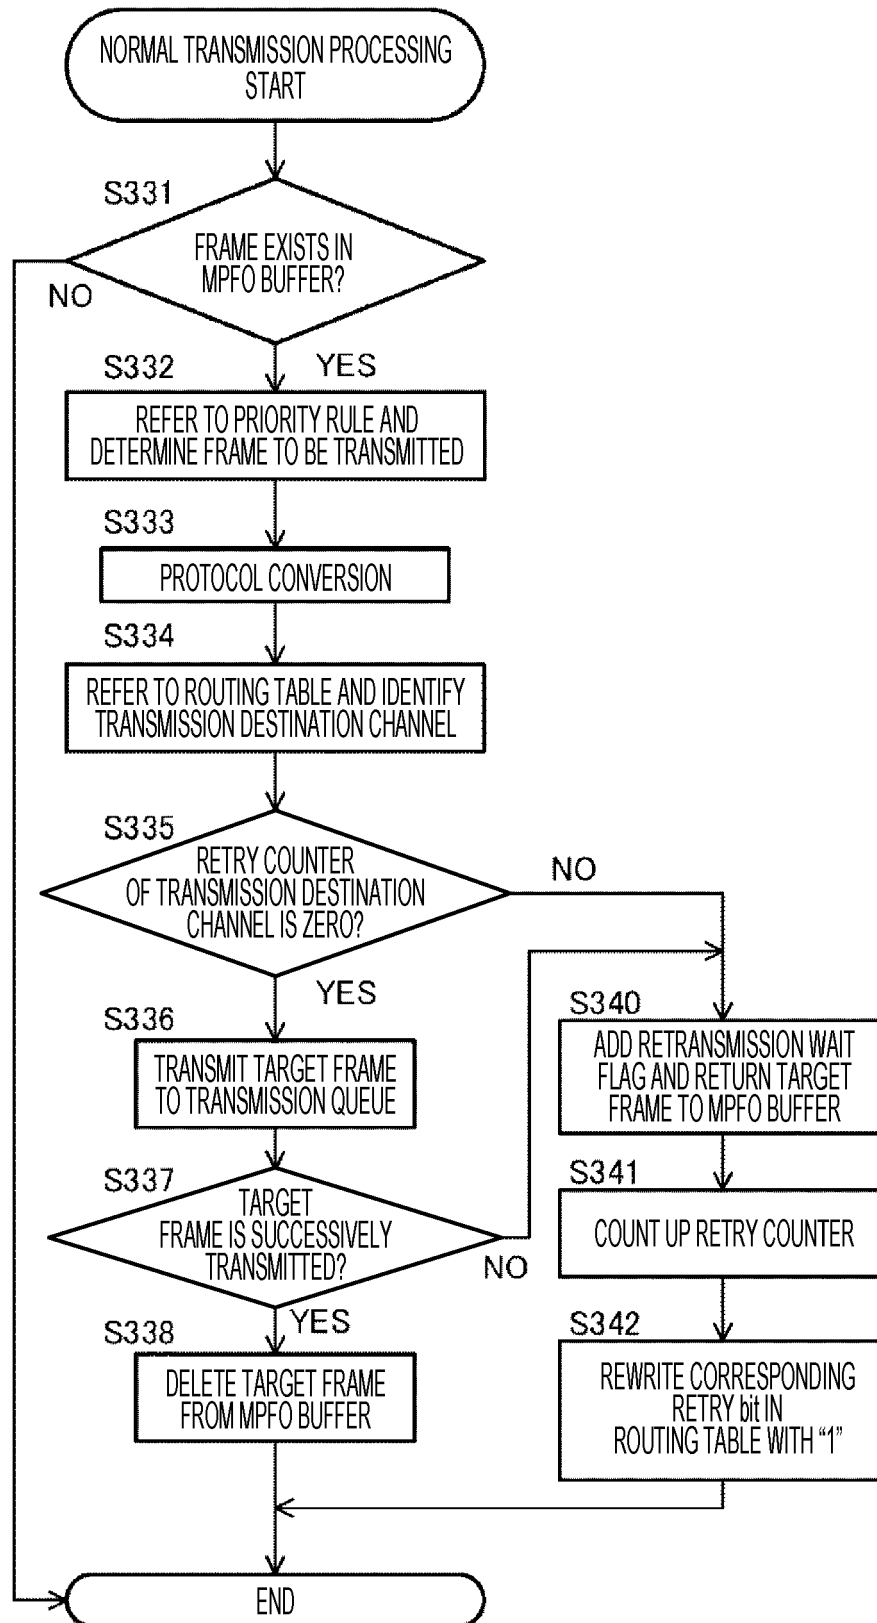 NORMAL TRANSMISSION PROCESSING
START
S331
FRAME EXISTS IN
MPFO BUFFER?
NO
YES
S332
REFER TO PRIORITY RULE AND
DETERMINE FRAME TO BE TRANSMITTED
S333
PROTOCOL CONVERSION
S334
REFER TO ROUTING TABLE AND IDENTIFY
TRANSMISSION DESTINATION CHANNEL
S335
RETRY COUNTER
OF TRANSMISSION DESTINATION
CHANNEL IS ZERO?
NO
YES
S336
TRANSMIT TARGET FRAME
TO TRANSMISSION QUEUE
S337
TARGET
FRAME IS SUCCESSIVELY
TRANSMITTED?
NO
YES
S338
DELETE TARGET FRAME
FROM MPFO BUFFER
S340
ADD RETRANSMISSION WAIT
FLAG AND RETURN TARGET
FRAME TO MPFO BUFFER
S341
COUNT UP RETRY COUNTER
S342
REWRITE CORRESPONDING
RETRY bit IN
ROUTING TABLE WITH “1”
END